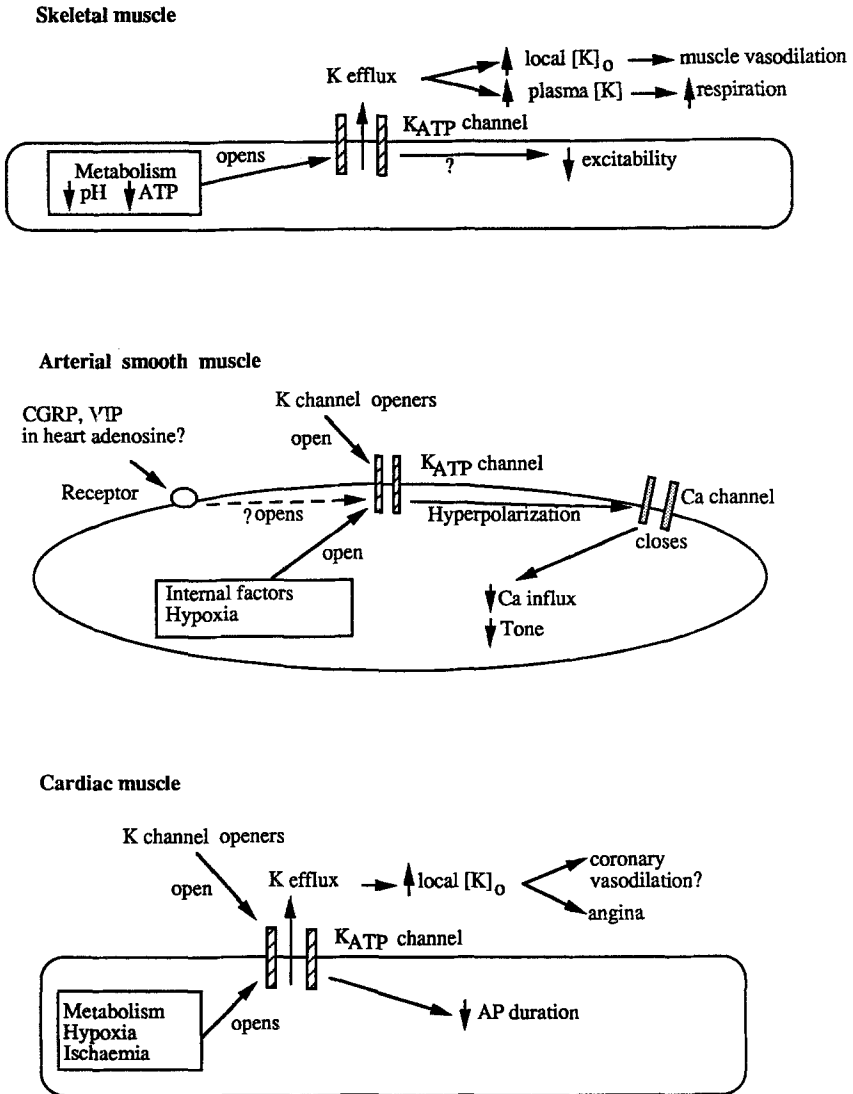 Skeletal muscle
K efflux
local [K]o
muscle vasodilation
plasma [K]
respiration
KATP channel
Metabolism
pH ATP
opens
?
excitability
Arterial smooth muscle
K channel openers
CGRP, VIP
in heart adenosine?
open
KATP channel
Receptor
Ca channel
? opens
Hyperpolarization
closes
open
Internal factors
Hypoxia
Ca influx
Tone
Cardiac muscle
K channel openers
open
K efflux
local [K]o
coronary
vasodilation?
angina
KATP channel
Metabolism
Hypoxia
Ischaemia
opens
AP duration